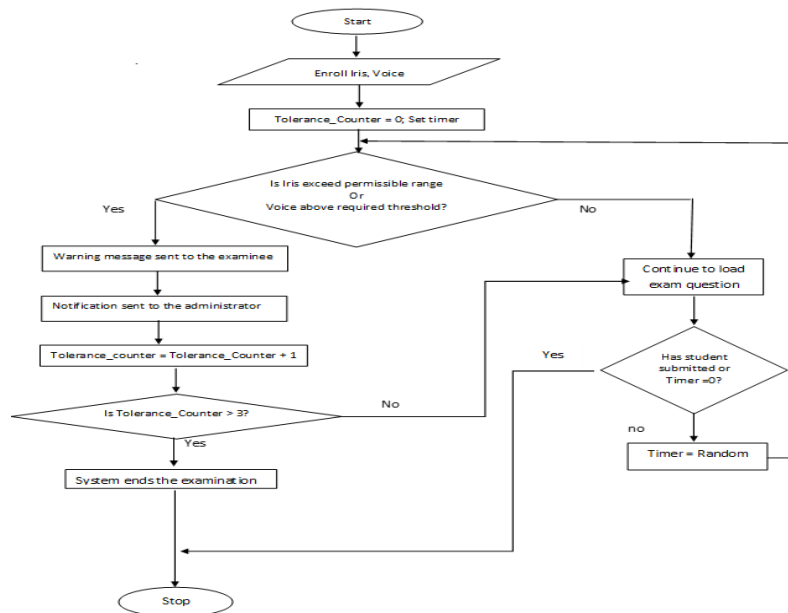 Start
Enroll Iris, Voice
Tolerance_Counter = 0; Set timer
Is Iris exceed permissible range
Or
Voice above required threshold?
Yes
No
Warning message sent to the examinee
Continue to load
exam question
Notification sent to the administrator
Tolerance_counter = Tolerance_Counter + 1
Yes
Has student
submitted or
Timer =0?
Is Tolerance_Counter > 3?
No
Yes
no
Timer = Random
System ends the examination
Stop